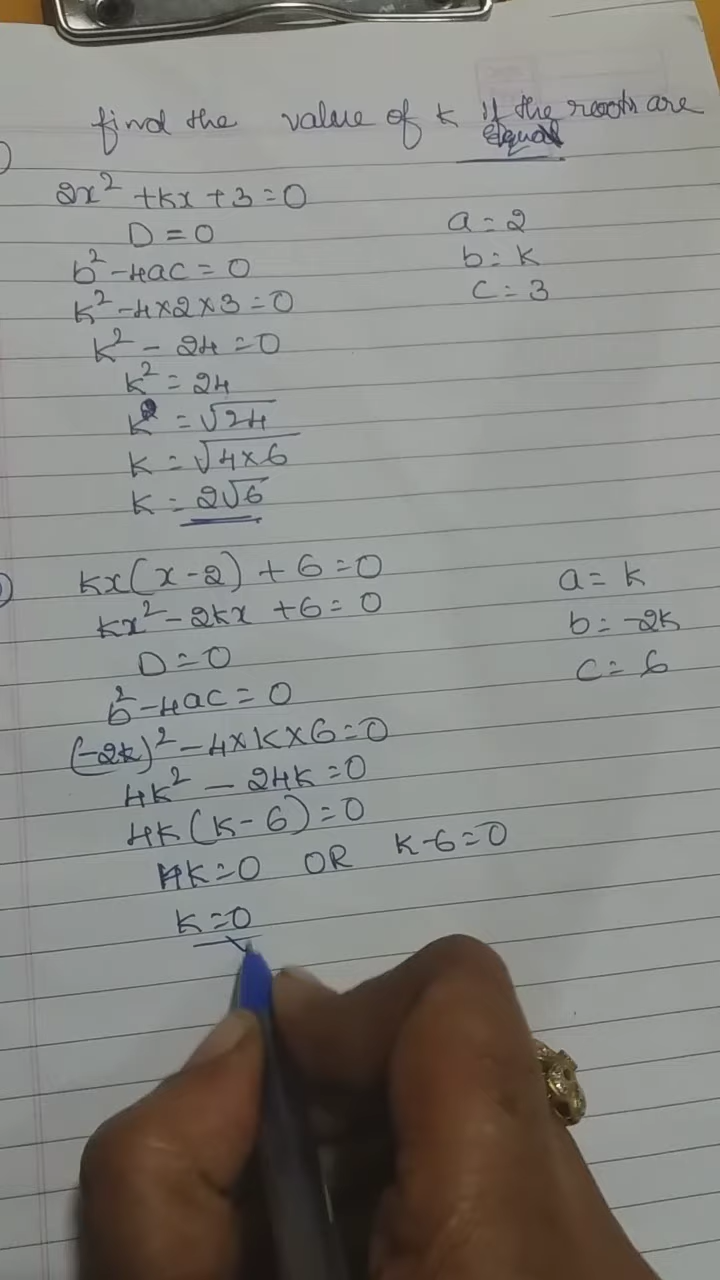 find the value of k if the roots are
equal
2x² + kx + 3 = 0
D = 0
a = 2
b² - 4ac = 0
b = k
k² - 4×2×3 = 0
c = 3
k² - 24 = 0
k² = 24
k = √24
k = √4×6
k = 2√6
kx(x-2) + 6 = 0
a = k
kx² - 2kx + 6 = 0
b = -2k
D = 0
c = 6
b² - 4ac = 0
(-2k)² - 4×k×6 = 0
4k² - 24k = 0
4k(k-6) = 0
4k = 0 OR k-6 = 0
k = 0